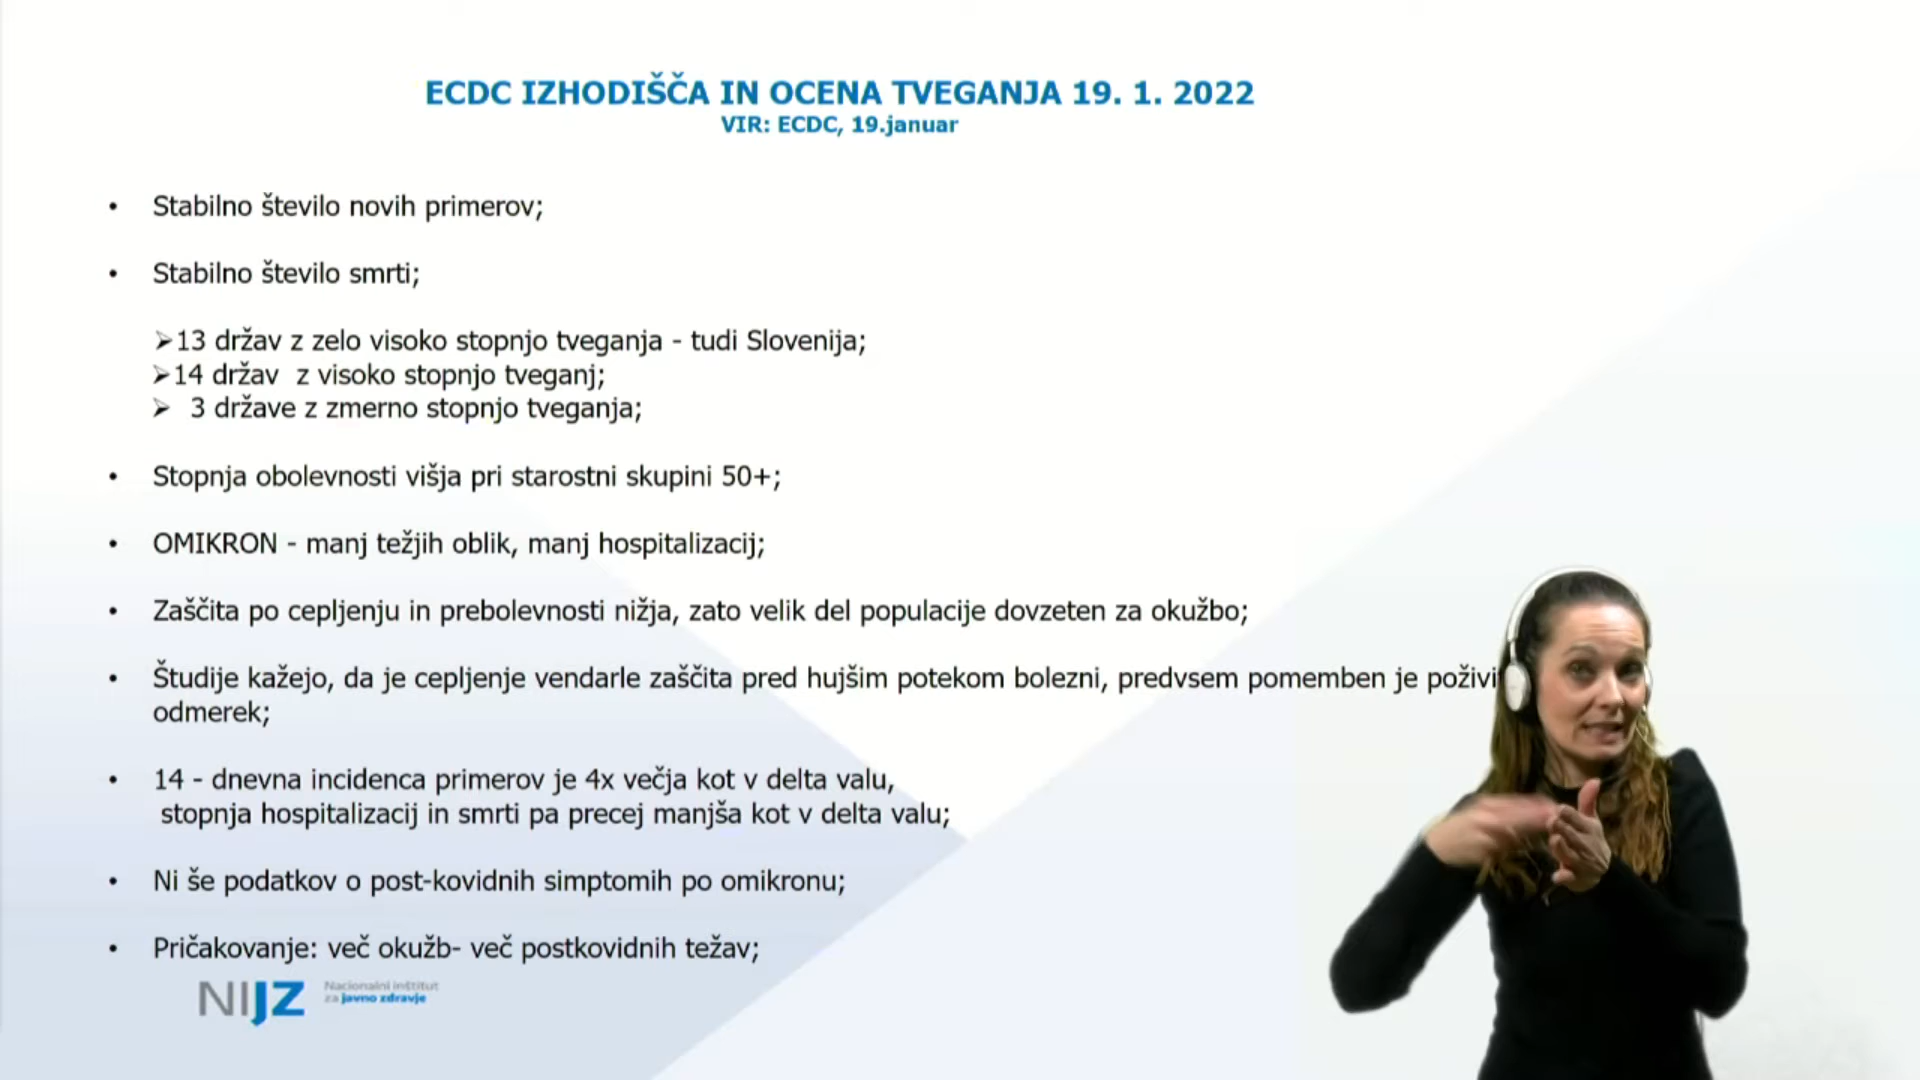 ECDC IZHODIŠČA IN OCENA TVEGANJA 19. 1. 2022
VIR: ECDC, 19.januar
• Stabilno število novih primerov;
• Stabilno število smrti;
➢13 držav z zelo visoko stopnjo tveganja - tudi Slovenija;
➢14 držav z visoko stopnjo tveganj;
➢ 3 države z zmerno stopnjo tveganja;
• Stopnja obolevnosti višja pri starostni skupini 50+;
• OMIKRON - manj težjih oblik, manj hospitalizacij;
• Zaščita po cepljenju in prebolevnosti nižja, zato velik del populacije dovzeten za okužbo;
• Študije kažejo, da je cepljenje vendarle zaščita pred hujšim potekom bolezni, predvsem pomemben je
odmerek;
• 14 - dnevna incidenca primerov je 4x večja kot v delta valu,
stopnja hospitalizacij in smrti pa precej manjša kot v delta valu;
• Ni še podatkov o post-kovidnih simptomih po omikronu;
• Pričakovanje: več okužb- več postkovidnih težav;
NIJZ Nacionalni inštitut
za javno zdravje